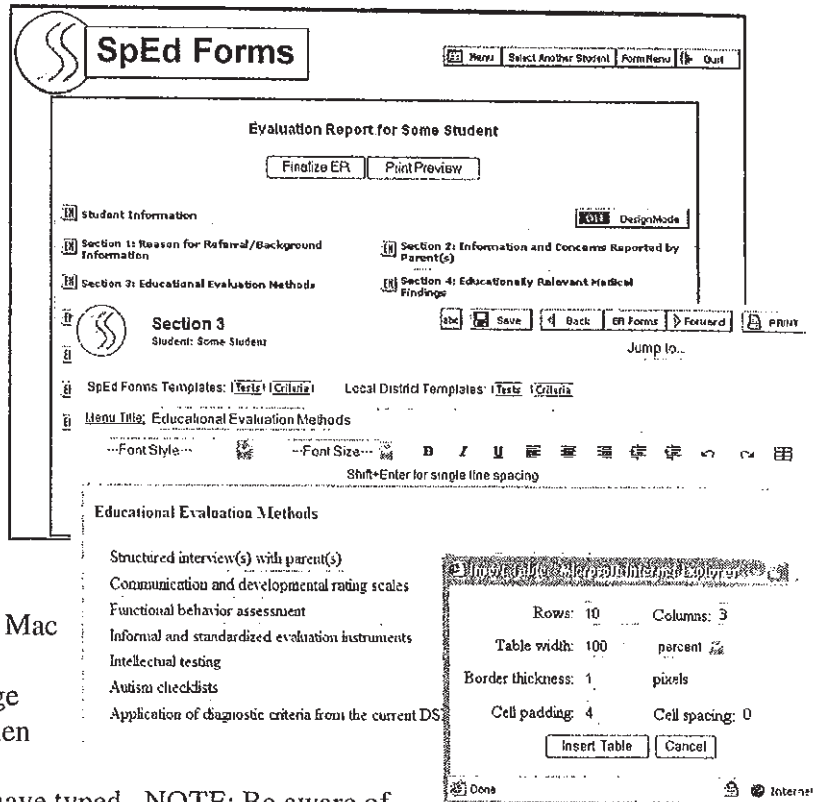 SpEd Forms
Menu Select Another Student Form Menu Quit
Evaluation Report for Some Student
Finalize ER Print Preview
Student Information
Design Mode
Section 1: Reason for Referral/Background Information
Section 2: Information and Concerns Reported by Parent(s)
Section 3: Educational Evaluation Methods
Section 4: Educationally Relevant Medical Findings
Section 3
Student: Some Student
abc Save Back ER Forms Forward PRINT
Jump to...
SpEd Forms Templates: Tests Criteria Local District Templates: Tests Criteria
Menu Title: Educational Evaluation Methods
---Font Style--- ---Font Size--- B I U
Shift+Enter for single line spacing
Educational Evaluation Methods
Structured interview(s) with parent(s)
Communication and developmental rating scales
Functional behavior assessment
Informal and standardized evaluation instruments
Intellectual testing
Autism checklists
Application of diagnostic criteria from the current DS
Insert Table - Microsoft Internet Explorer
Rows: 10 Columns: 3
Table width: 100 percent
Border thickness: 1 pixels
Cell padding: 4 Cell spacing: 0
Insert Table Cancel
Done Internet
Mac
ge
en
have typed. NOTE: Be aware of